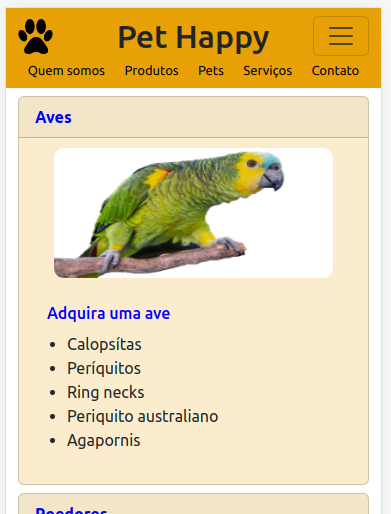 Pet Happy
Quem somos Produtos Pets Serviços Contato
Aves
Adquira uma ave
Calopsítas
Períquitos
Ring necks
Periquito australiano
Agapornis
Roedores